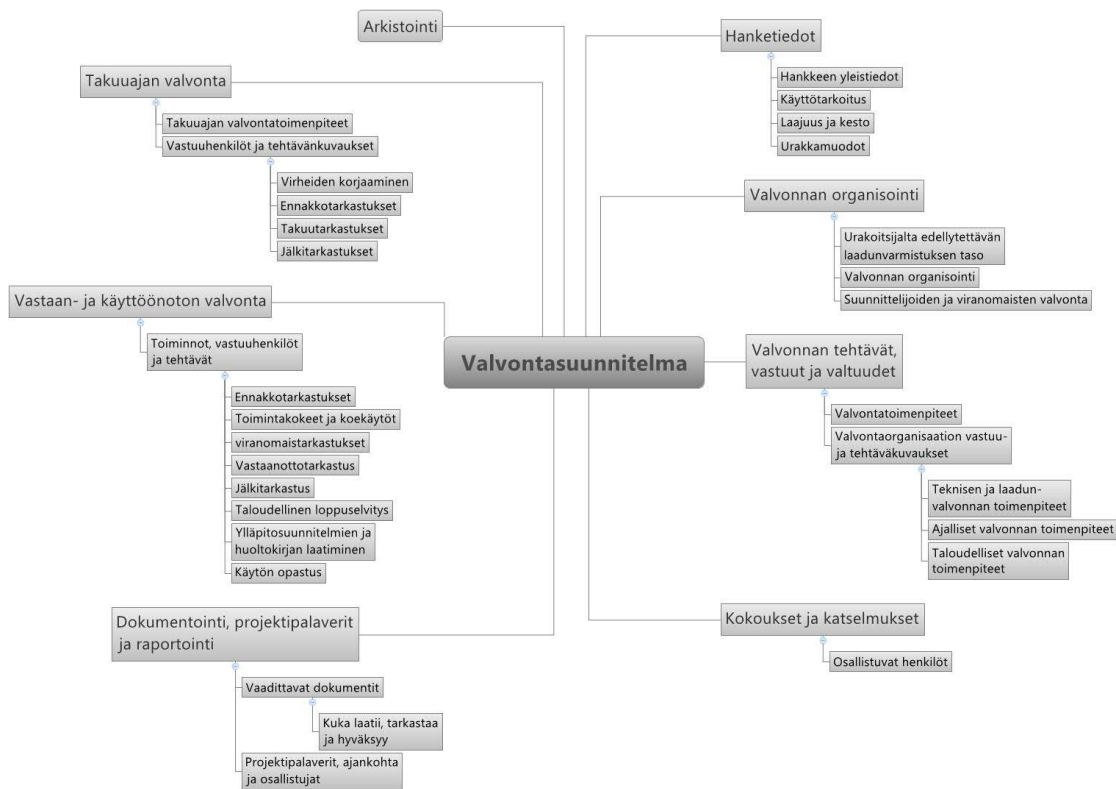 Valvontasuunnitelma
Hanketiedot
Hankkeen yleistiedot
Käyttötarkoitus
Laajuus ja kesto
Urakkamuodot
Valvonnan organisointi
Urakoitsijalta edellytettävän
laadunvarmistuksen taso
Valvonnan organisointi
Suunnittelijoiden ja viranomaisten valvonta
Valvonnan tehtävät,
vastuut ja valtuudet
Valvontatoimenpiteet
Valvontaorganisaation vastuu-
ja tehtäväkuvaukset
Teknisen ja laadun-
valvonnan toimenpiteet
Ajalliset valvonnan toimenpiteet
Taloudelliset valvonnan
toimenpiteet
Kokoukset ja katselmukset
Osallistuvat henkilöt
Dokumentointi, projektipalaverit
ja raportointi
Vaadittavat dokumentit
Kuka laatii, tarkastaa
ja hyväksyy
Projektipalaverit, ajankohta
ja osallistujat
Vastaan- ja käyttöönoton valvonta
Toiminnot, vastuuhenkilöt
ja tehtävät
Ennakkotarkastukset
Toimintakokeet ja koekäytöt
viranomaistarkastukset
Vastaanottotarkastus
Jälkitarkastus
Taloudellinen loppuselvitys
Ylläpitosuunnitelmien ja
huoltokirjan laatiminen
Käytön opastus
Takuuajan valvonta
Takuuajan valvontatoimenpiteet
Vastuuhenkilöt ja tehtävänkuvaukset
Virheiden korjaaminen
Ennakkotarkastukset
Takuutarkastukset
Jälkitarkastukset
Arkistointi